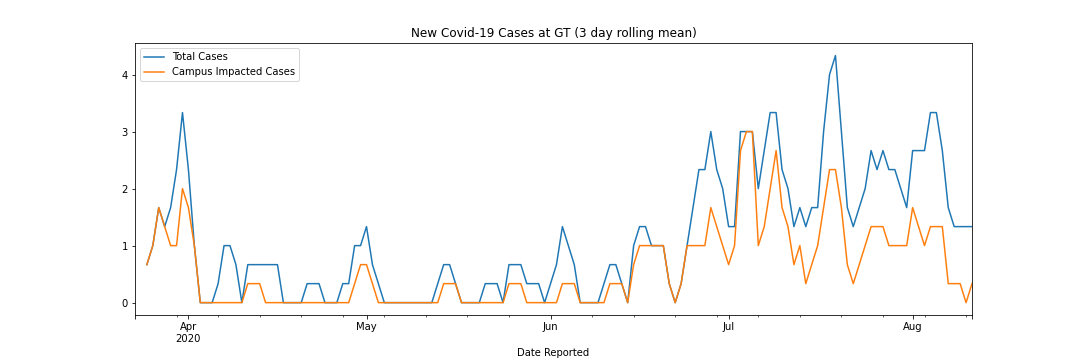 New Covid-19 Cases at GT (3 day rolling mean)
Total Cases
Campus Impacted Cases
4
3
2
1
0
Apr
2020
May
Jun
Jul
Aug
Date Reported